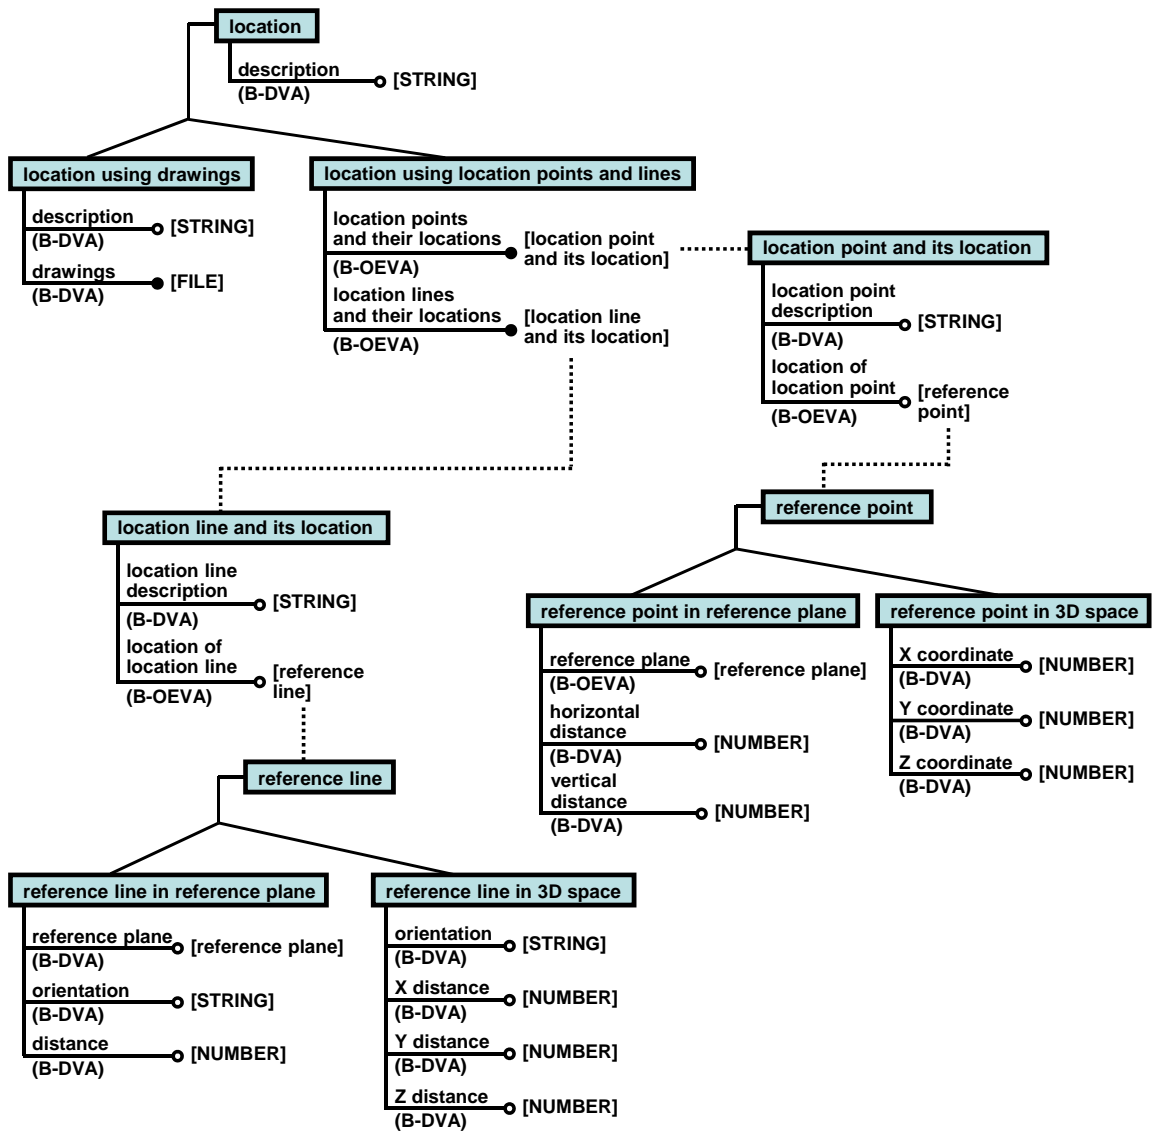 location
description
(B-DVA)
[STRING]
location using drawings
description
(B-DVA)
[STRING]
drawings
(B-DVA)
[FILE]
location using location points and lines
location points
and their locations
(B-OEVA)
[location point
and its location]
location lines
and their locations
(B-OEVA)
[location line
and its location]
location point and its location
location point
description
(B-DVA)
[STRING]
location of
location point
(B-OEVA)
[reference
point]
location line and its location
location line
description
(B-DVA)
[STRING]
location of
location line
(B-OEVA)
[reference
line]
reference point
reference point in reference plane
reference plane
(B-OEVA)
[reference plane]
horizontal
distance
(B-DVA)
[NUMBER]
vertical
distance
(B-DVA)
[NUMBER]
reference point in 3D space
X coordinate
(B-DVA)
[NUMBER]
Y coordinate
(B-DVA)
[NUMBER]
Z coordinate
(B-DVA)
[NUMBER]
reference line
reference line in reference plane
reference plane
(B-DVA)
[reference plane]
orientation
(B-DVA)
[STRING]
distance
(B-DVA)
[NUMBER]
reference line in 3D space
orientation
(B-DVA)
[STRING]
X distance
(B-DVA)
[NUMBER]
Y distance
(B-DVA)
[NUMBER]
Z distance
(B-DVA)
[NUMBER]